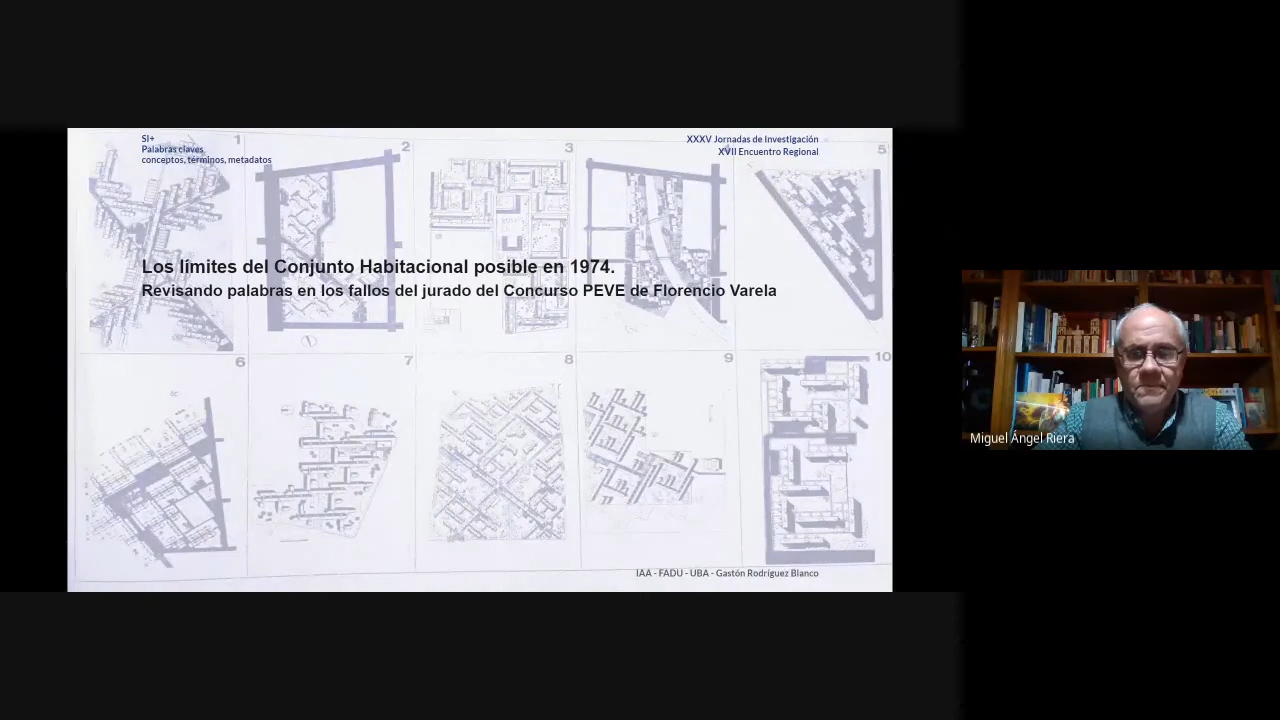 SI+
Palabras claves
conceptos, términos, metadatos
XXXV Jornadas de Investigación
XVII Encuentro Regional
1
2
3
5
Los límites del Conjunto Habitacional posible en 1974.
Revisando palabras en los fallos del jurado del Concurso PEVE de Florencio Varela
6
7
8
9
10
IAA - FADU - UBA - Gastón Rodríguez Blanco
Miguel Ángel Riera